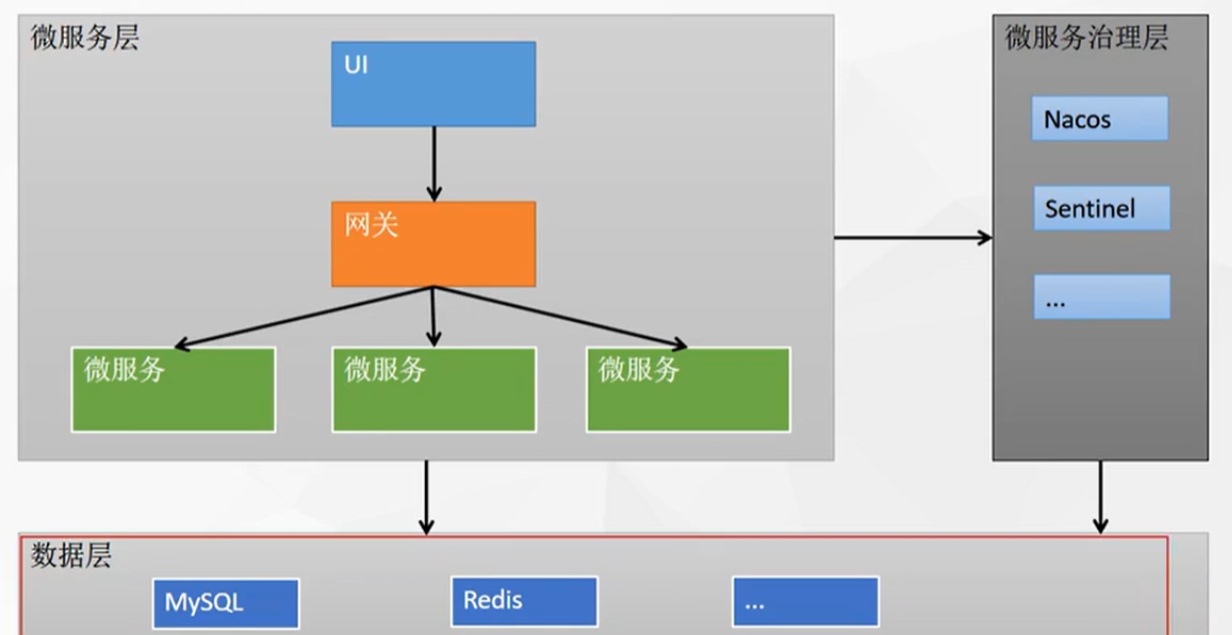 微服务层
UI
网关
微服务
微服务
微服务
微服务治理层
Nacos
Sentinel
...
数据层
MySQL
Redis
...